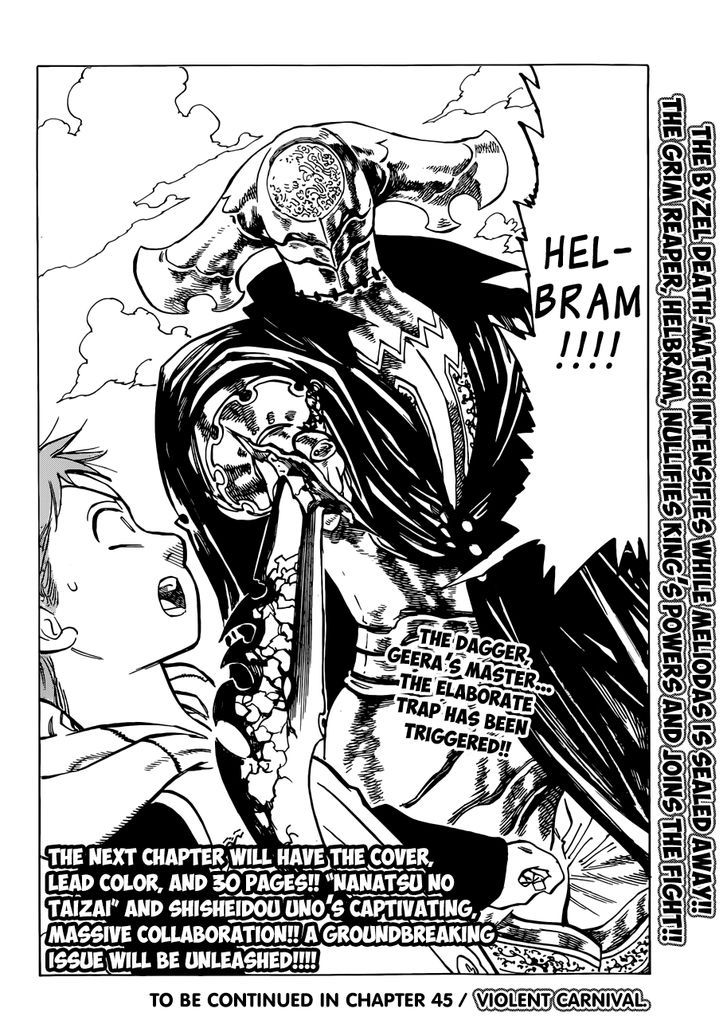 THE BYZEL DEATH-MATCH INTENSIFIES WHILE MELIODAS IS SEALED AWAY!!
THE GRIM REAPER, HELBRAM, NULLIFIES KING'S POWERS AND JOINS THE FIGHT!!
HEL-
BRAM
!!!!
THE DAGGER,
GEERA'S MASTER...
THE ELABORATE
TRAP HAS BEEN
TRIGGERED!!
THE NEXT CHAPTER WILL HAVE THE COVER,
LEAD COLOR, AND 30 PAGES!! "NANATSU NO
TAIZAI" AND SHISHEIDOU UNO'S CAPTIVATING,
MASSIVE COLLABORATION!! A GROUNDBREAKING
ISSUE WILL BE UNLEASHED!!!!
TO BE CONTINUED IN CHAPTER 45 / VIOLENT CARNIVAL.